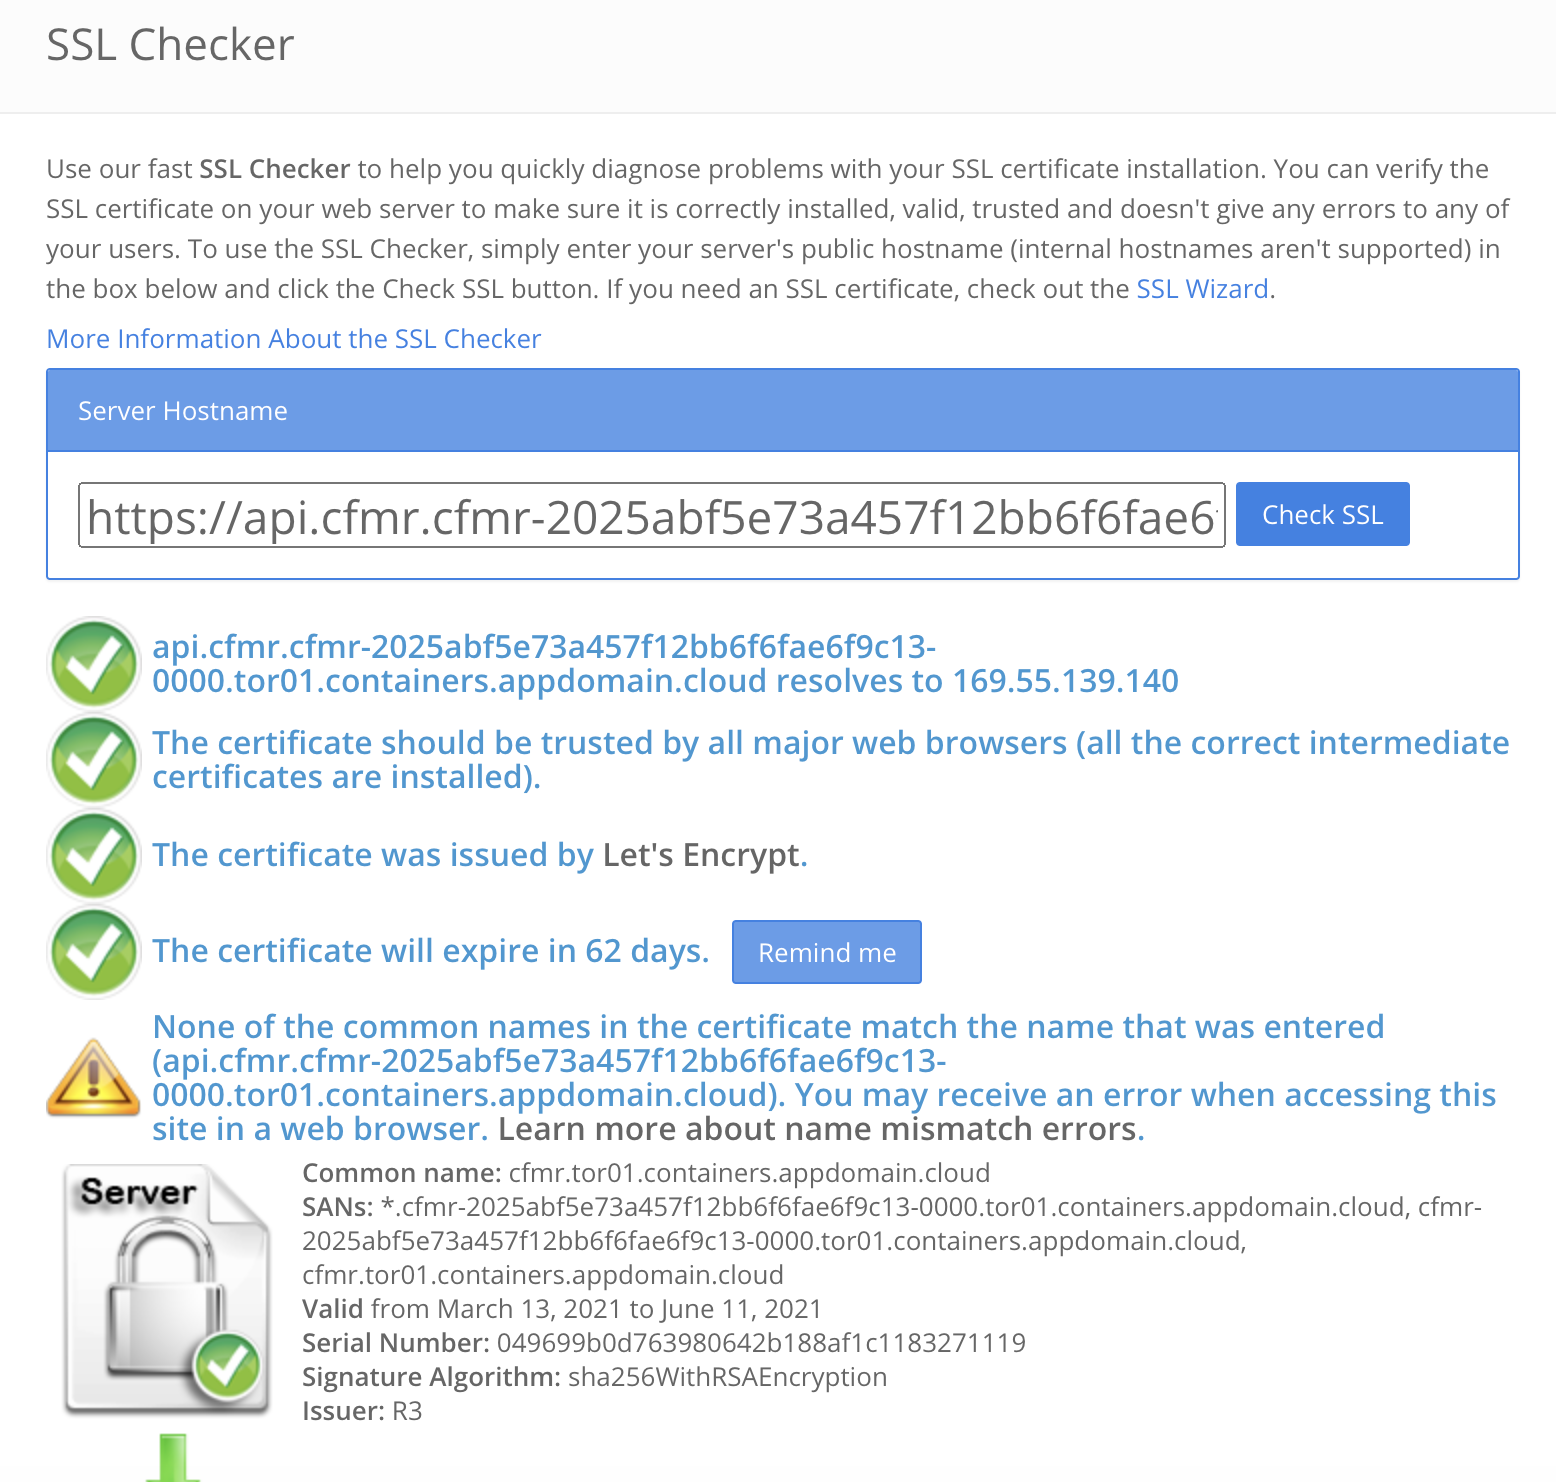 SSL Checker
Use our fast SSL Checker to help you quickly diagnose problems with your SSL certificate installation. You can verify the
SSL certificate on your web server to make sure it is correctly installed, valid, trusted and doesn't give any errors to any of
your users. To use the SSL Checker, simply enter your server's public hostname (internal hostnames aren't supported) in
the box below and click the Check SSL button. If you need an SSL certificate, check out the SSL Wizard.
More Information About the SSL Checker
Server Hostname
https://api.cfmr.cfmr-2025abf5e73a457f12bb6f6fae6
Check SSL
api.cfmr.cfmr-2025abf5e73a457f12bb6f6fae6f9c13-
0000.tor01.containers.appdomain.cloud resolves to 169.55.139.140
The certificate should be trusted by all major web browsers (all the correct intermediate
certificates are installed).
The certificate was issued by Let's Encrypt.
The certificate will expire in 62 days.
Remind me
None of the common names in the certificate match the name that was entered
(api.cfmr.cfmr-2025abf5e73a457f12bb6f6fae6f9c13-
0000.tor01.containers.appdomain.cloud). You may receive an error when accessing this
site in a web browser. Learn more about name mismatch errors.
Server
Common name: cfmr.tor01.containers.appdomain.cloud
SANs: *.cfmr-2025abf5e73a457f12bb6f6fae6f9c13-0000.tor01.containers.appdomain.cloud, cfmr-
2025abf5e73a457f12bb6f6fae6f9c13-0000.tor01.containers.appdomain.cloud,
cfmr.tor01.containers.appdomain.cloud
Valid from March 13, 2021 to June 11, 2021
Serial Number: 049699b0d763980642b188af1c1183271119
Signature Algorithm: sha256WithRSAEncryption
Issuer: R3